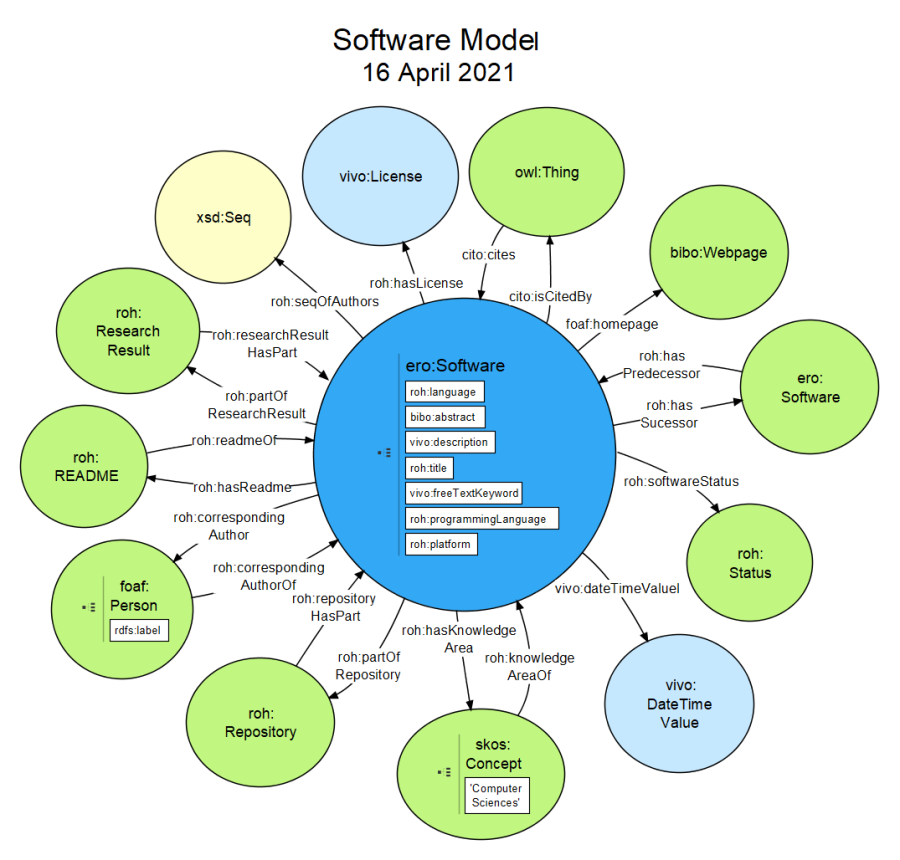 Software Model
16 April 2021
vivo:License
owl:Thing
xsd:Seq
bibo:Webpage
cito:cites
roh:hasLicense
cito:isCitedBy
roh:seqOfAuthors
foaf:homepage
roh:
Research
Result
roh:researchResult
HasPart
roh:has
Predecessor
ero:
Software
roh:partOf
ResearchResult
roh:has
Sucessor
ero:Software
roh:language
bibo:abstract
vivo:description
roh:title
vivo:freeTextKeyword
roh:programmingLanguage
roh:platform
roh:readmeOf
roh:
README
roh:hasReadme
roh:softwareStatus
roh:
Status
roh:corresponding
Author
roh:corresponding
AuthorOf
foaf:
Person
rdfs:label
roh:repository
HasPart
vivo:dateTimeValuel
roh:partOf
Repository
roh:hasKnowledge
Area
roh:knowledge
AreaOf
roh:
Repository
vivo:
DateTime
Value
skos:
Concept
'Computer
Sciences'